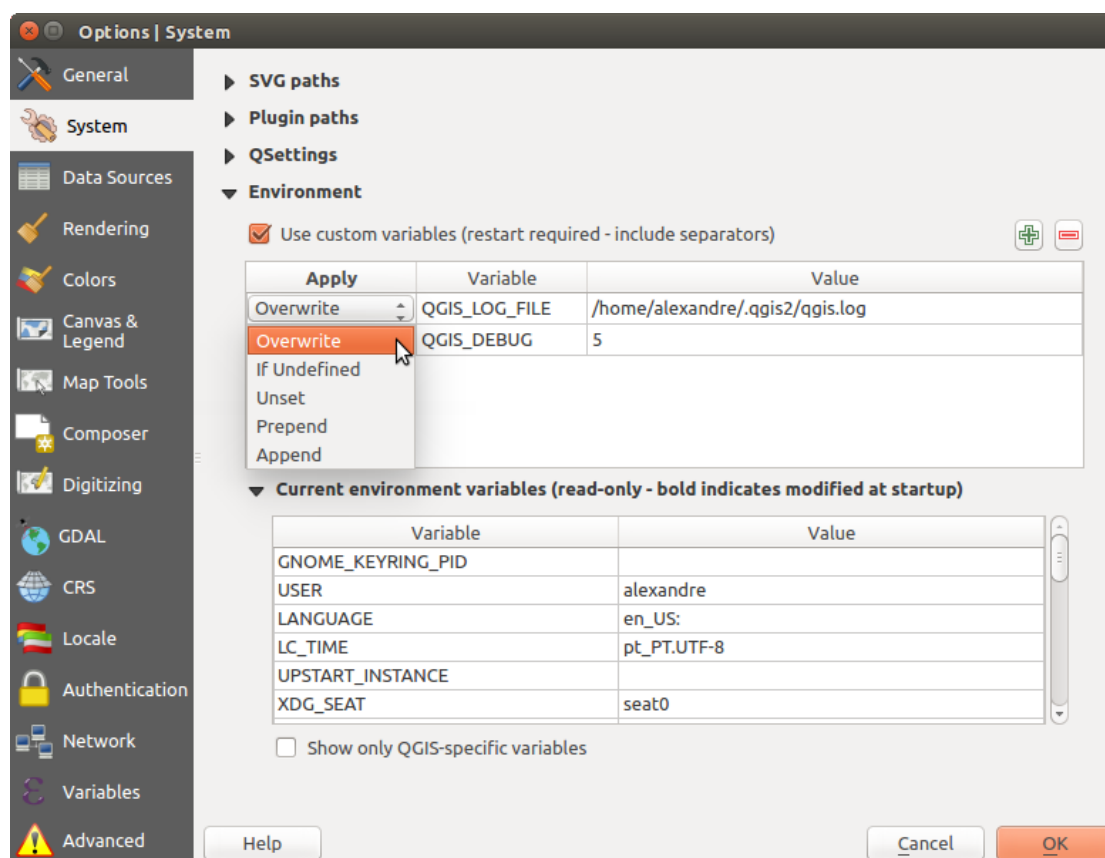 Options | System
General
System
Data Sources
Rendering
Colors
Canvas &
Legend
Map Tools
Composer
Digitizing
GDAL
CRS
Locale
Authentication
Network
Variables
Advanced
SVG paths
Plugin paths
QSettings
Environment
Use custom variables (restart required - include separators)
Apply Variable Value
Overwrite QGIS_LOG_FILE /home/alexandre/.qgis2/qgis.log
Overwrite QGIS_DEBUG 5
If Undefined
Unset
Prepend
Append
Current environment variables (read-only - bold indicates modified at startup)
Variable Value
GNOME_KEYRING_PID
USER alexandre
LANGUAGE en_US:
LC_TIME pt_PT.UTF-8
UPSTART_INSTANCE
XDG_SEAT seat0
Show only QGIS-specific variables
Help Cancel OK